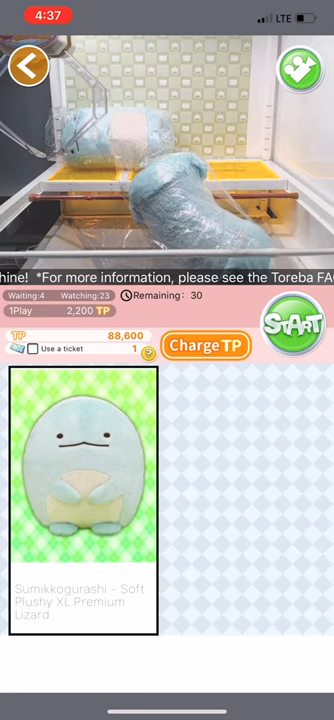 4:37
LTE
hine! *For more information, please see the Toreba FA
Waiting:4 Watching:23 Remaining: 30
1Play 2,200 TP
START
TP 88,600
Use a ticket 1 ?
Charge TP
Sumikkogurashi - Soft
Plushy XL Premium
Lizard